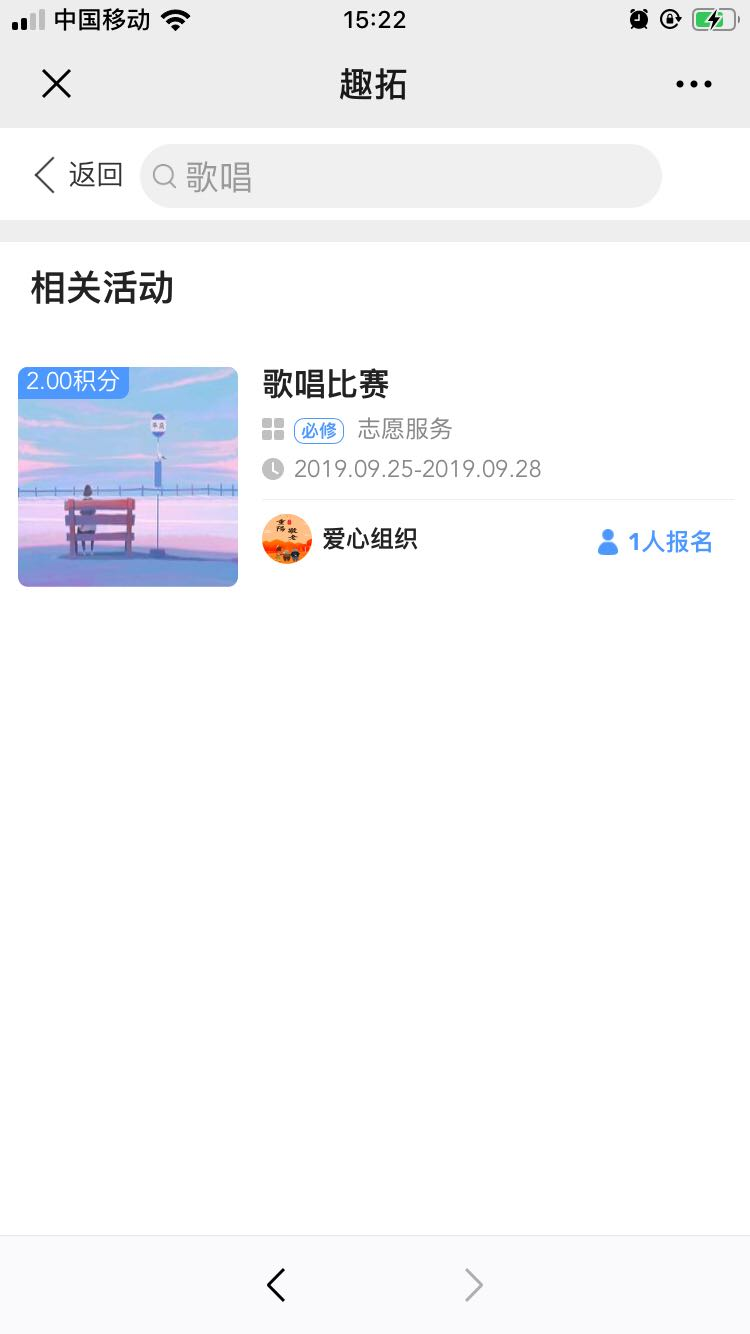 中国移动 15:22
趣拓
返回 歌唱
相关活动
2.00积分
歌唱比赛
必修 志愿服务
2019.09.25-2019.09.28
爱心组织 1人报名